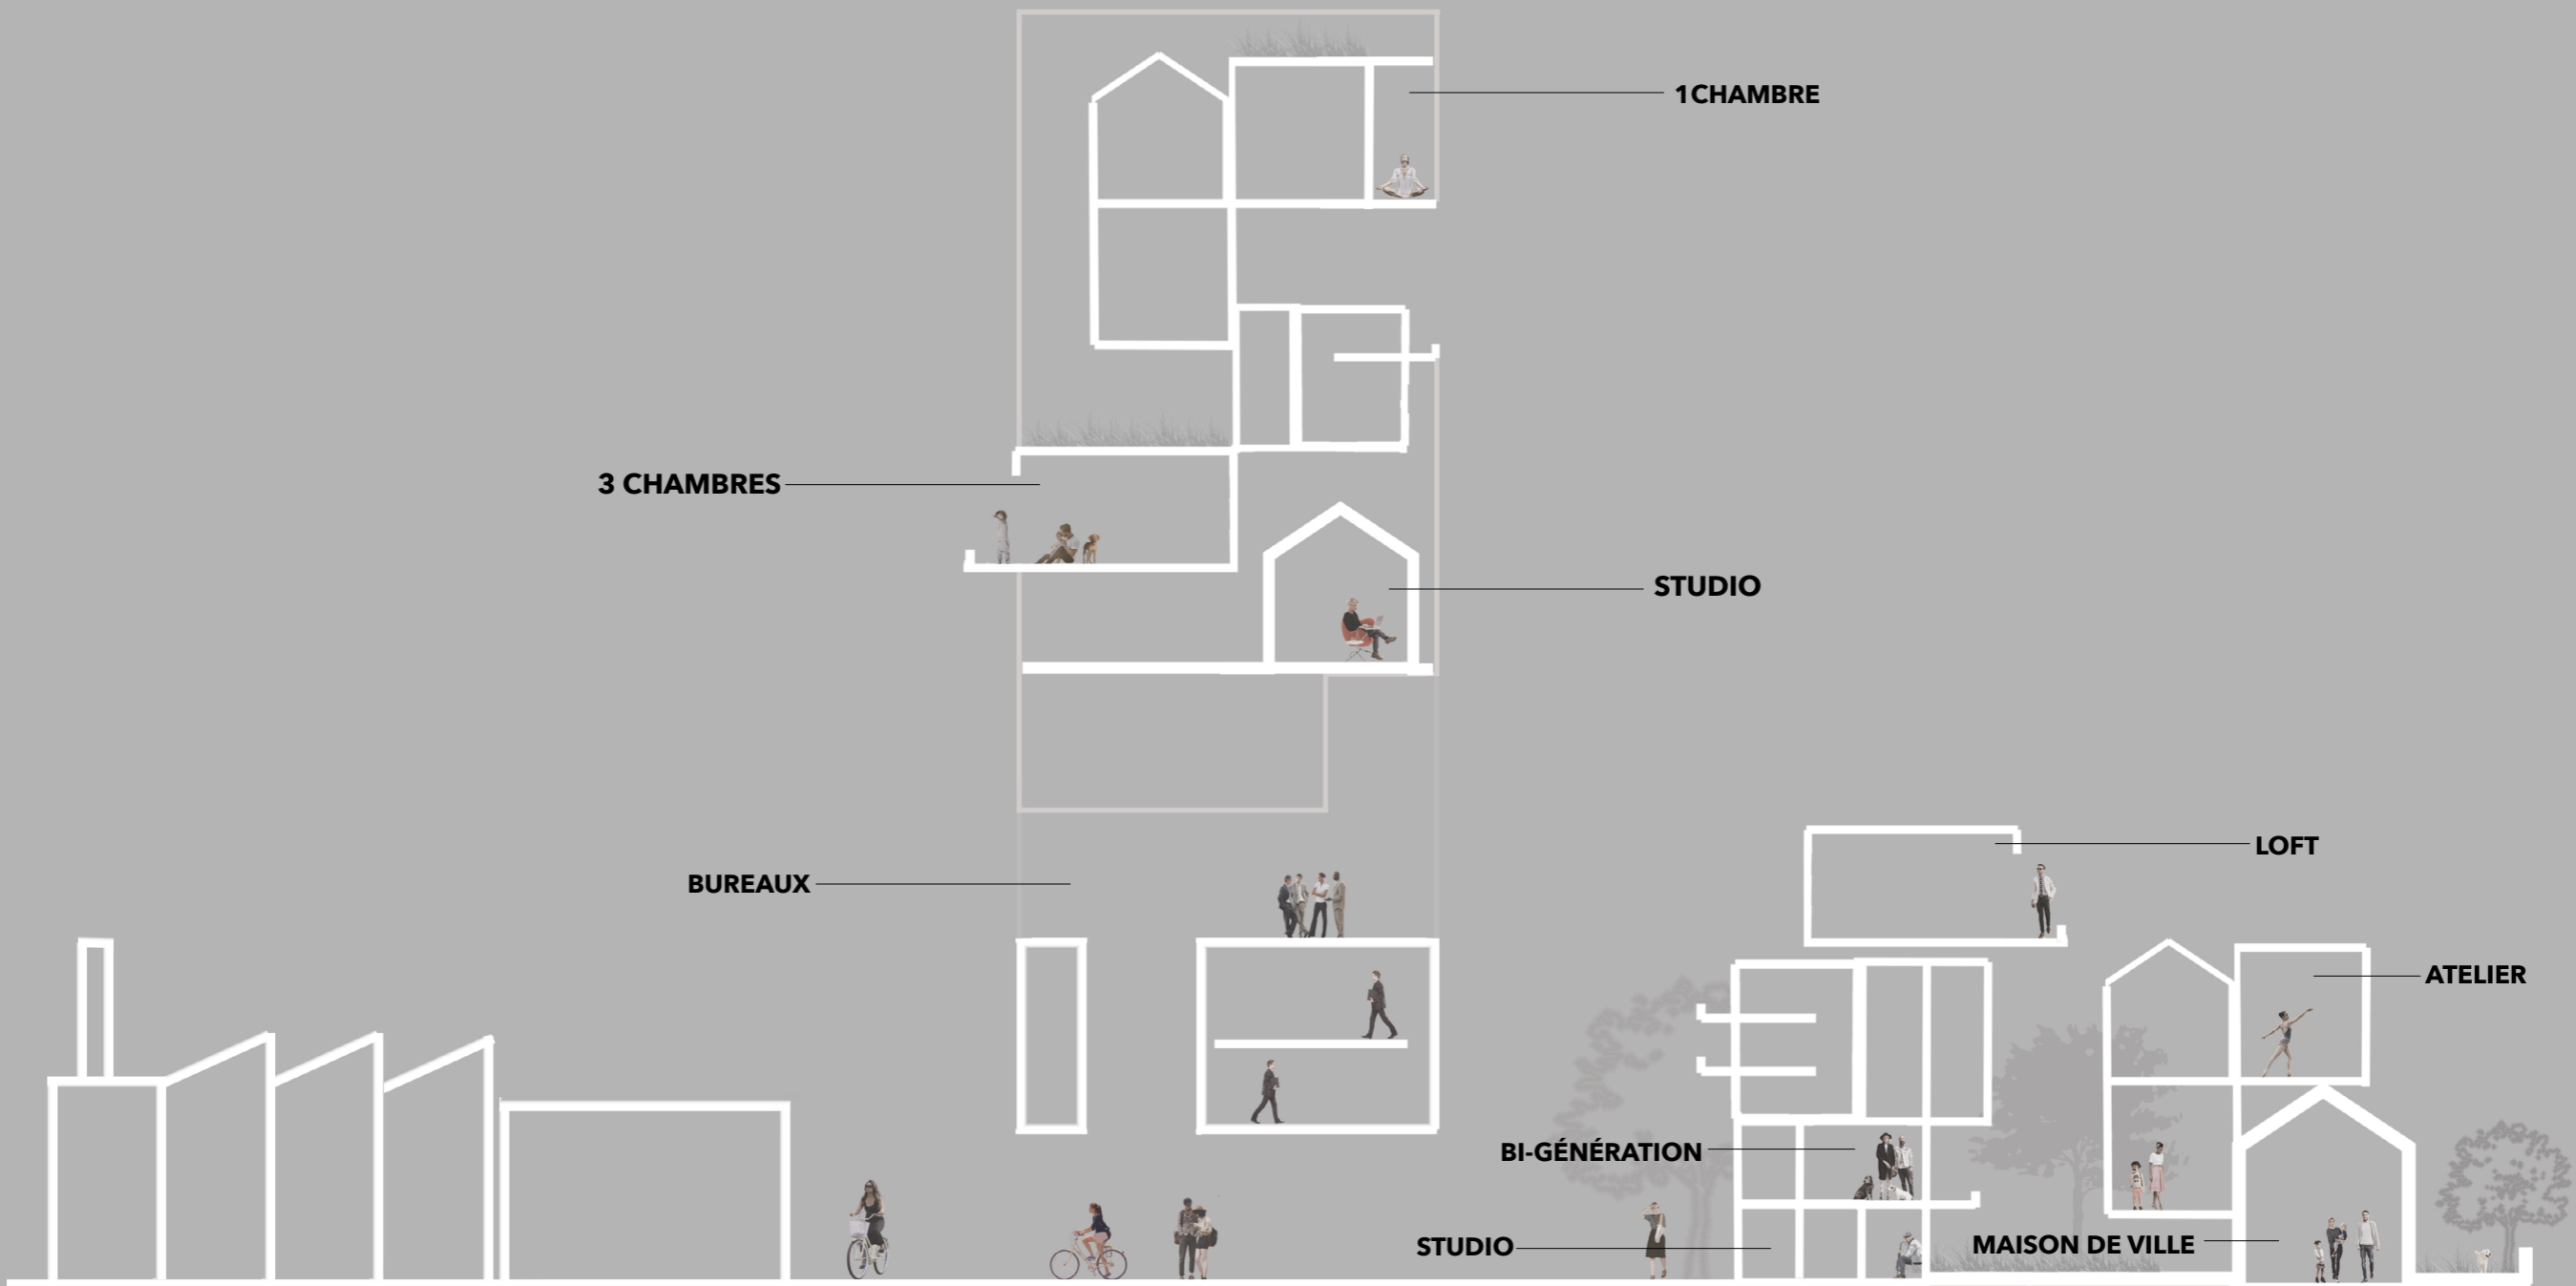 1CHAMBRE
3 CHAMBRES
STUDIO
LOFT
BUREAUX
ATELIER
BI-GÉNÉRATION
MAISON DE VILLE
STUDIO